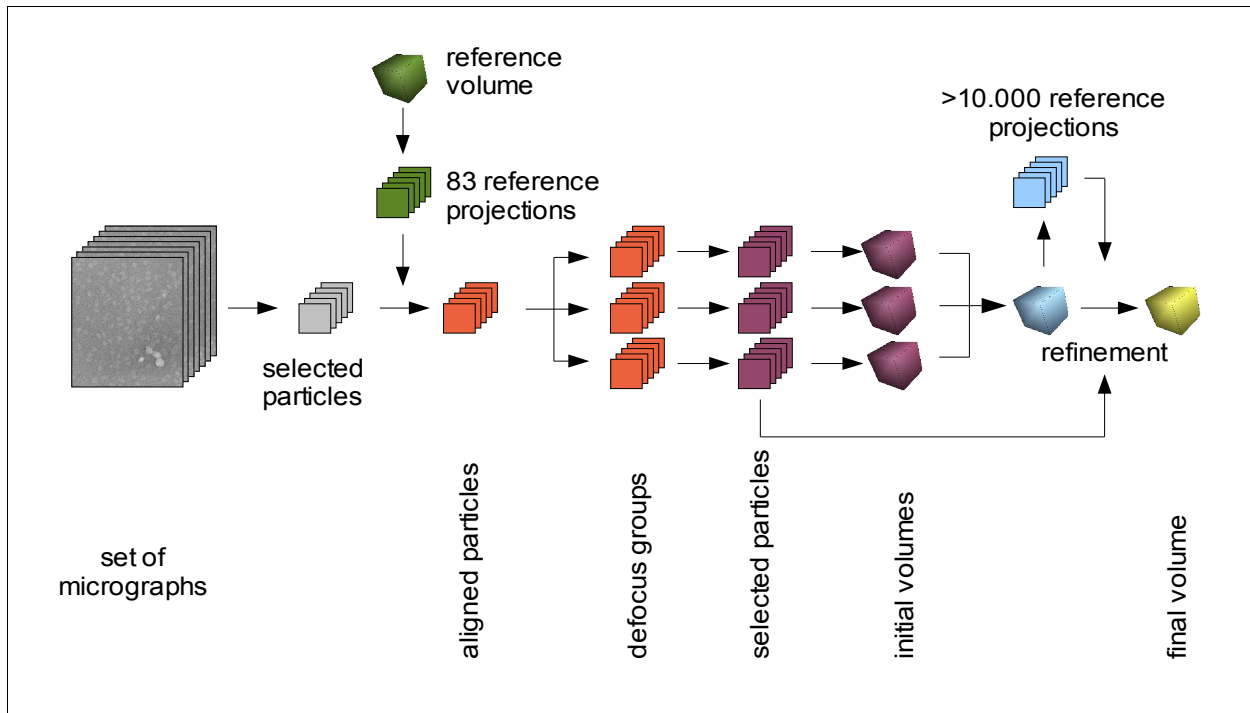 reference
volume
>10.000 reference
projections
83 reference
projections
selected
particles
refinement
set of
micrographs
aligned particles
defocus groups
selected particles
initial volumes
final volume